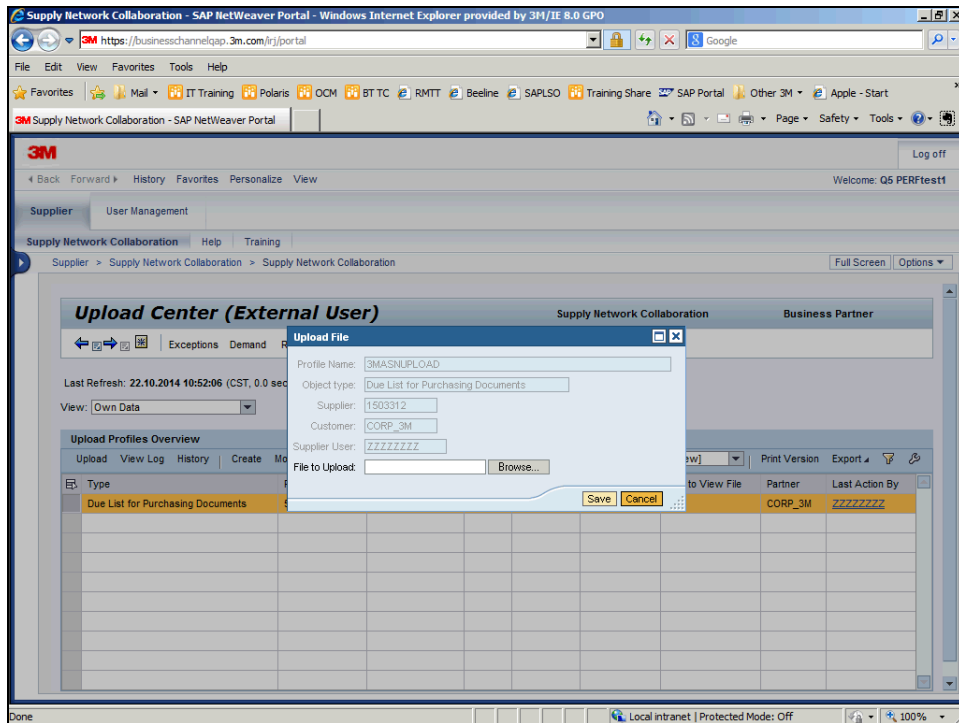 Supply Network Collaboration - SAP NetWeaver Portal - Windows Internet Explorer provided by 3M/IE 8.0 GPO
3M https://businesschannelqap.3m.com/irj/portal Google
File Edit View Favorites Tools Help
Favorites Mail IT Training Polaris OCM BT TC RMTT Beeline SAPLSO Training Share SAP Portal Other 3M Apple - Start
3M Supply Network Collaboration - SAP NetWeaver Portal Page Safety Tools
3M Log off
Back Forward History Favorites Personalize View Welcome: Q5 PERFtest1
Supplier User Management
Supply Network Collaboration Help Training
Supplier > Supply Network Collaboration > Supply Network Collaboration Full Screen Options
Upload Center (External User) Supply Network Collaboration Business Partner
Exceptions Demand R
Last Refresh: 22.10.2014 10:52:06 (CST, 0.0 sec
View: Own Data
Upload Profiles Overview
Upload View Log History Create Mo ew] Print Version Export
Type to View File Partner Last Action By
Due List for Purchasing Documents CORP_3M ZZZZZZZZ
Upload File
Profile Name: 3MASNUPLOAD
Object type: Due List for Purchasing Documents
Supplier: 1503312
Customer: CORP_3M
Supplier User: ZZZZZZZZ
File to Upload: Browse...
Save Cancel
Done Local intranet | Protected Mode: Off 100%